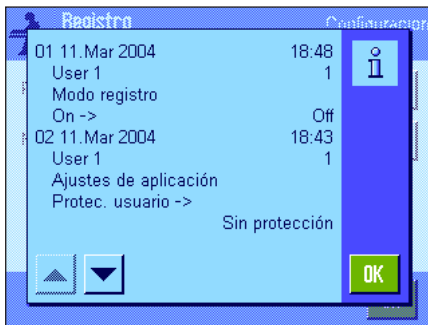 Registro Configuracion
01 11.Mar 2004 18:48
User 1 1
Modo registro
On -> Off
02 11.Mar 2004 18:43
User 1 1
Ajustes de aplicación
Protec. usuario ->
Sin protección
OK